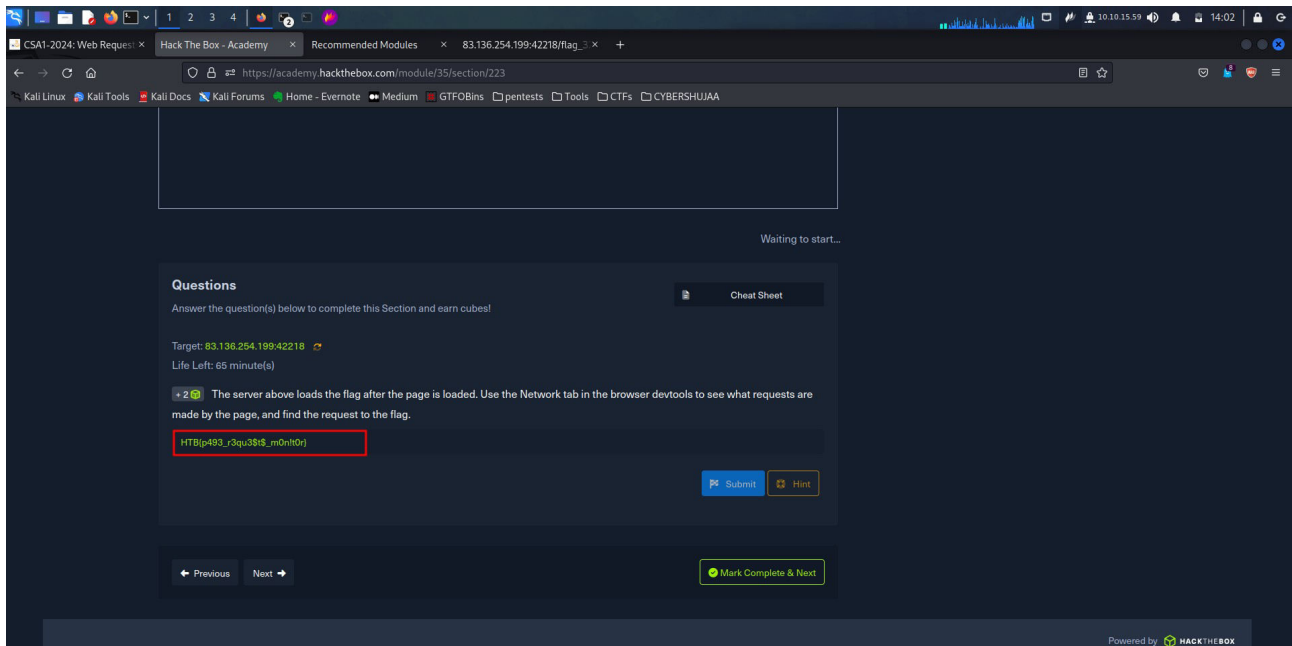 1 2 3 4
2
10.10.15.59
14:02
CSA1-2024: Web Request
Hack The Box - Academy
Recommended Modules
83.136.254.199:42218/flag_3
https://academy.hackthebox.com/module/35/section/223
8
Kali Linux
Kali Tools
Kali Docs
Kali Forums
Home - Evernote
Medium
GTFOBins
pentests
Tools
CTFs
CYBERSHUJAA
Waiting to start...
Questions
Cheat Sheet
Answer the question(s) below to complete this Section and earn cubes!
Target: 83.136.254.199:42218
Life Left: 65 minute(s)
+ 2 The server above loads the flag after the page is loaded. Use the Network tab in the browser devtools to see what requests are
made by the page, and find the request to the flag.
HTB{p493_r3qu3$t$_m0n!t0r}
Submit
Hint
Previous
Next
Mark Complete & Next
Powered by HACKTHEBOX